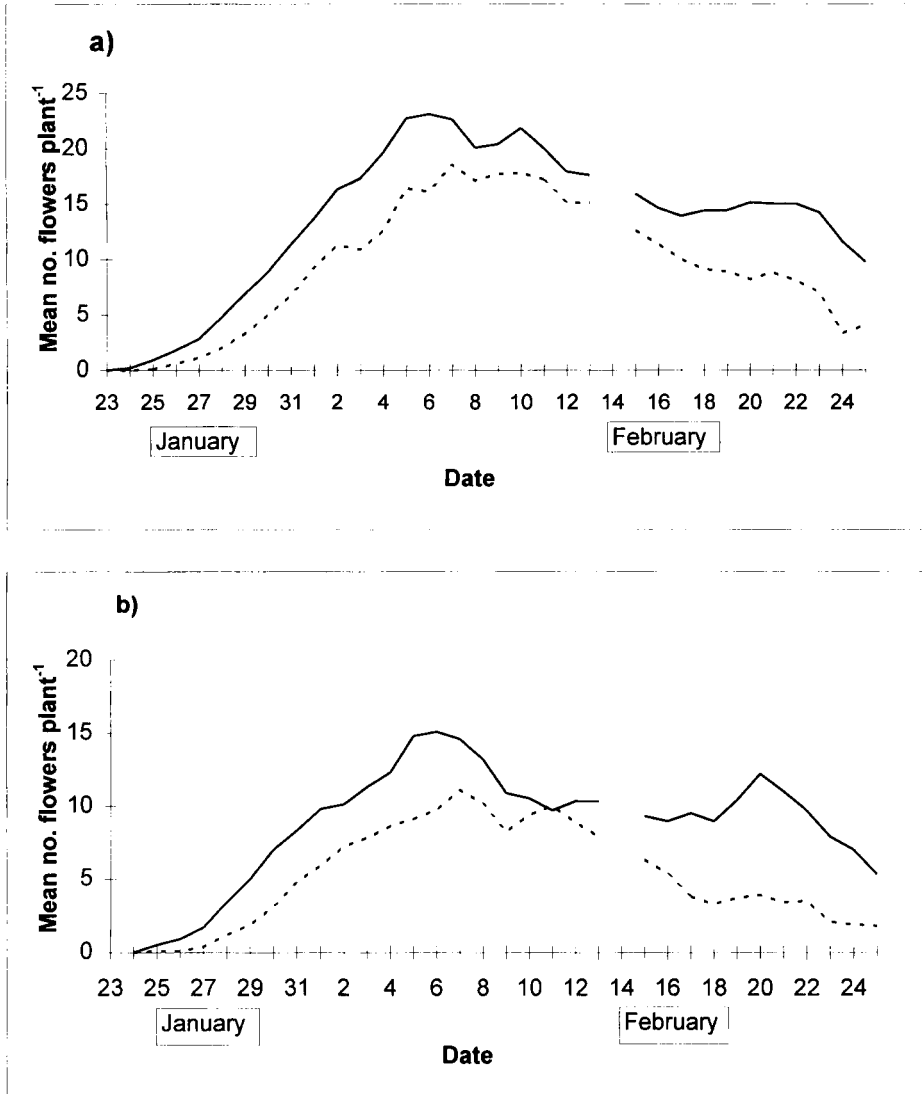 a)
Mean no. flowers plant-1
25
20
15
10
5
0
23 25 27 29 31 2 4 6 8 10 12 14 16 18 20 22 24
January
February
Date
b)
Mean no. flowers plant-1
20
15
10
5
0
23 25 27 29 31 2 4 6 8 10 12 14 16 18 20 22 24
January
February
Date